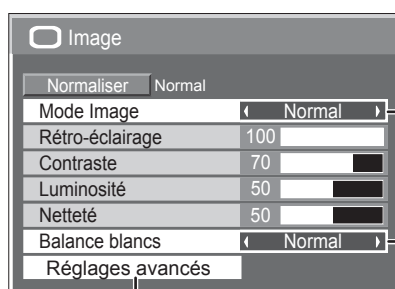 Image
Normaliser Normal
Mode Image Normal
Rétro-éclairage 100
Contraste 70
Luminosité 50
Netteté 50
Balance blancs Normal
Réglages avancés